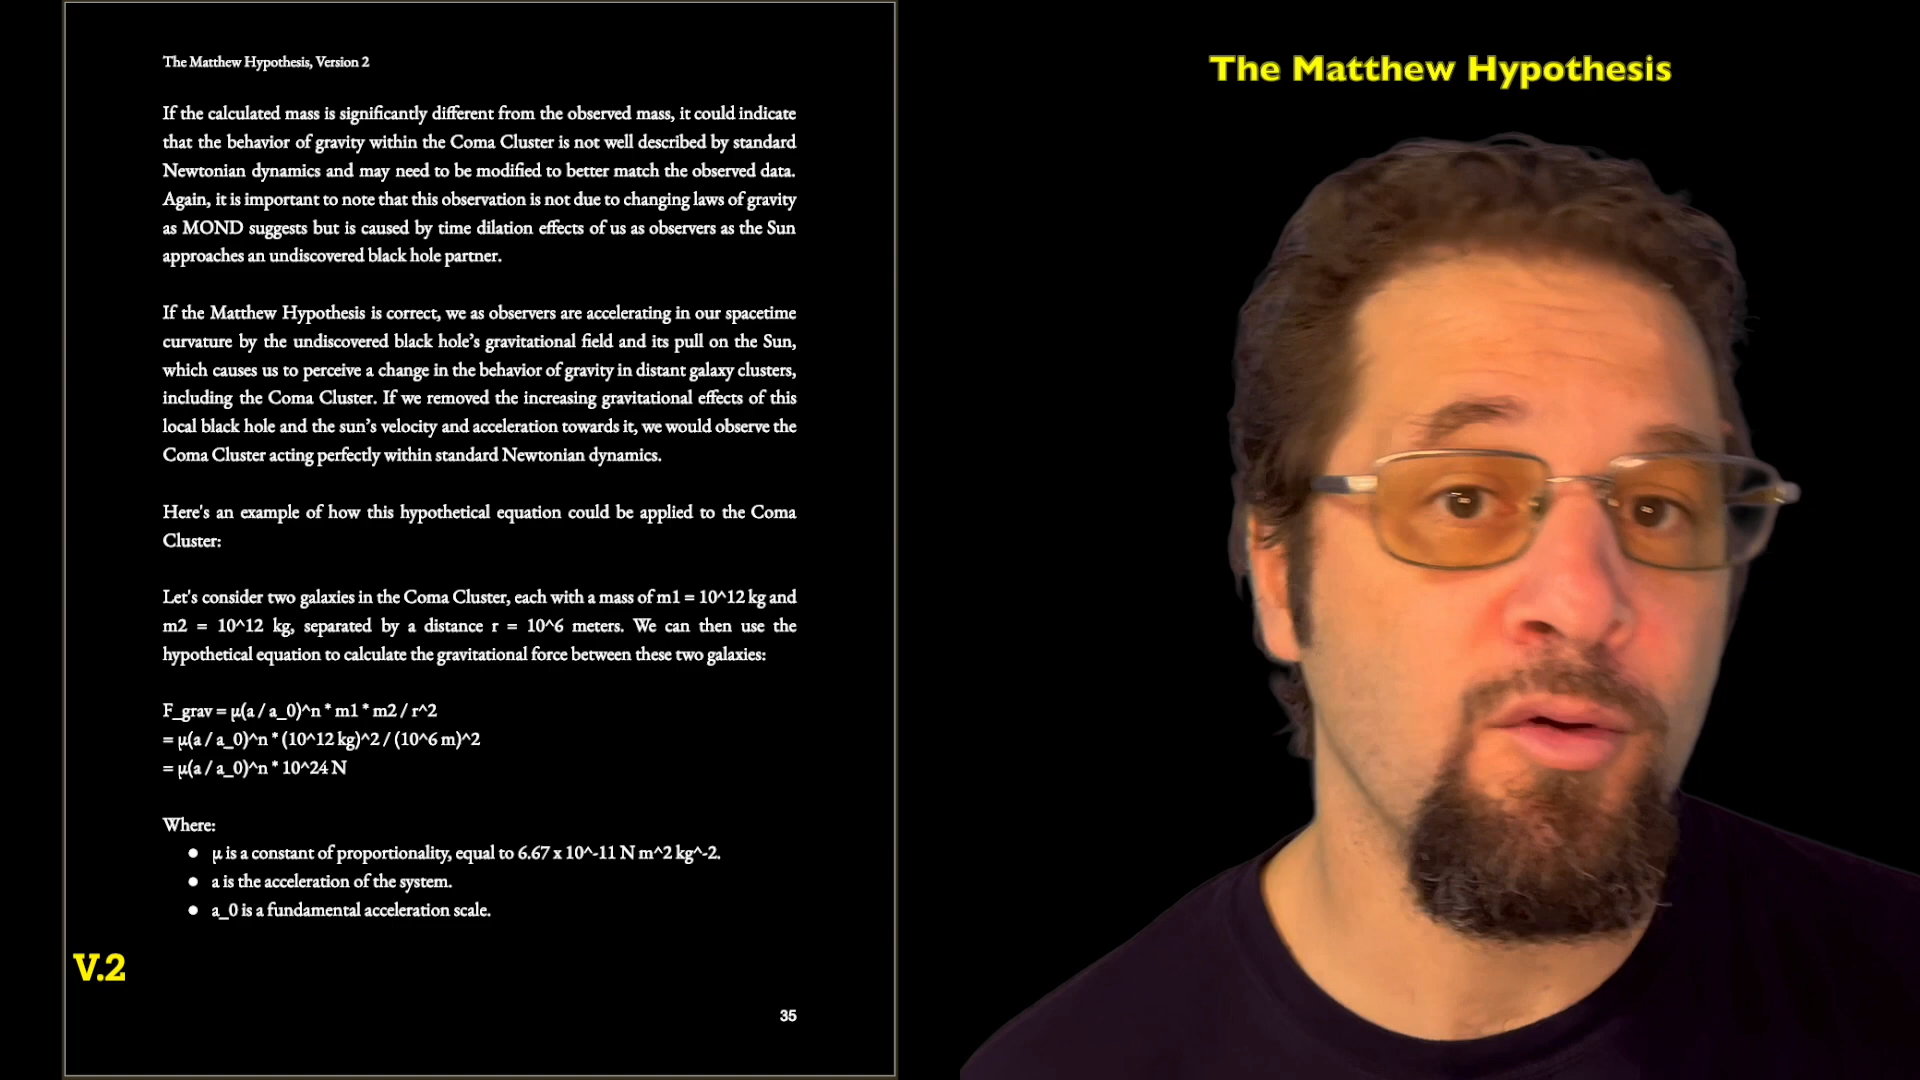 The Matthew Hypothesis, Version 2
If the calculated mass is significantly different from the observed mass, it could indicate
that the behavior of gravity within the Coma Cluster is not well described by standard
Newtonian dynamics and may need to be modified to better match the observed data.
Again, it is important to note that this observation is not due to changing laws of gravity
as MOND suggests but is caused by time dilation effects of us as observers as the Sun
approaches an undiscovered black hole partner.
If the Matthew Hypothesis is correct, we as observers are accelerating in our spacetime
curvature by the undiscovered black hole’s gravitational field and its pull on the Sun,
which causes us to perceive a change in the behavior of gravity in distant galaxy clusters,
including the Coma Cluster. If we removed the increasing gravitational effects of this
local black hole and the sun’s velocity and acceleration towards it, we would observe the
Coma Cluster acting perfectly within standard Newtonian dynamics.
Here's an example of how this hypothetical equation could be applied to the Coma
Cluster:
Let's consider two galaxies in the Coma Cluster, each with a mass of m1 = 10^12 kg and
m2 = 10^12 kg, separated by a distance r = 10^6 meters. We can then use the
hypothetical equation to calculate the gravitational force between these two galaxies:
F_grav = μ(a / a_0)^n * m1 * m2 / r^2
= μ(a / a_0)^n * (10^12 kg)^2 / (10^6 m)^2
= μ(a / a_0)^n * 10^24 N
Where:
● μ is a constant of proportionality, equal to 6.67 x 10^-11 N m^2 kg^-2.
● a is the acceleration of the system.
● a_0 is a fundamental acceleration scale.
V.2
35
The Matthew Hypothesis